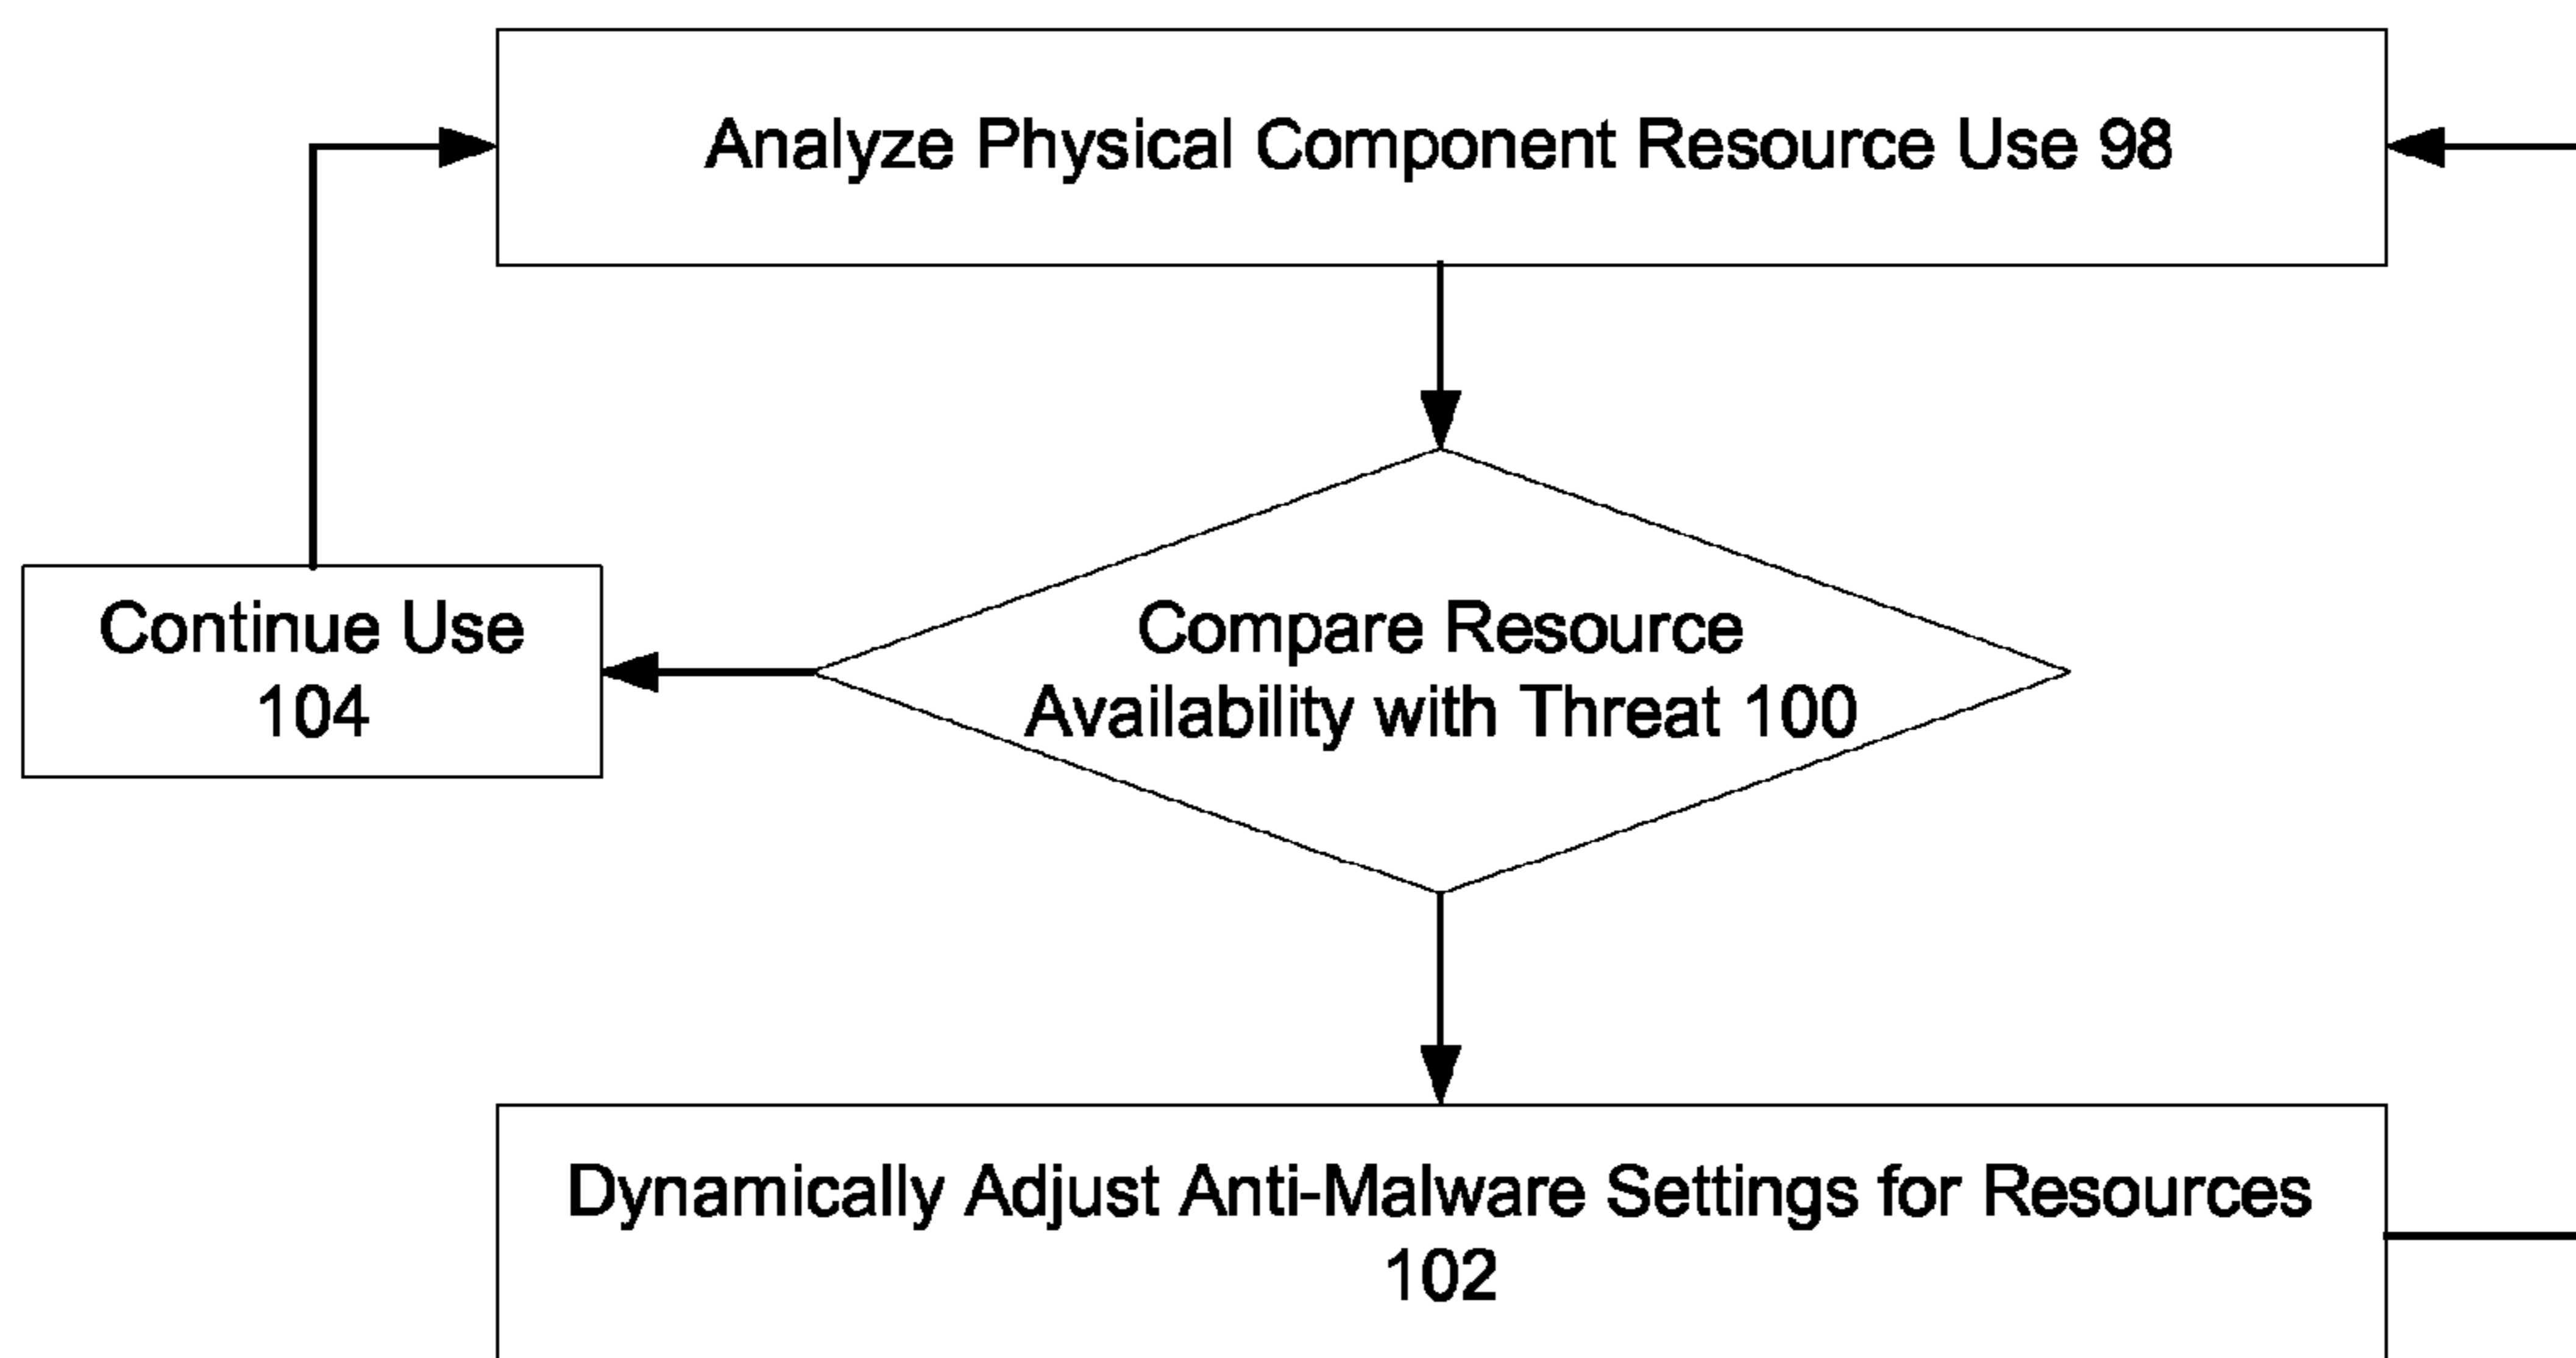 Analyze Physical Component Resource Use 98
Continue Use
104
Compare Resource
Availability with Threat 100
Dynamically Adjust Anti-Malware Settings for Resources
102